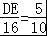 DE/16 = 5/10